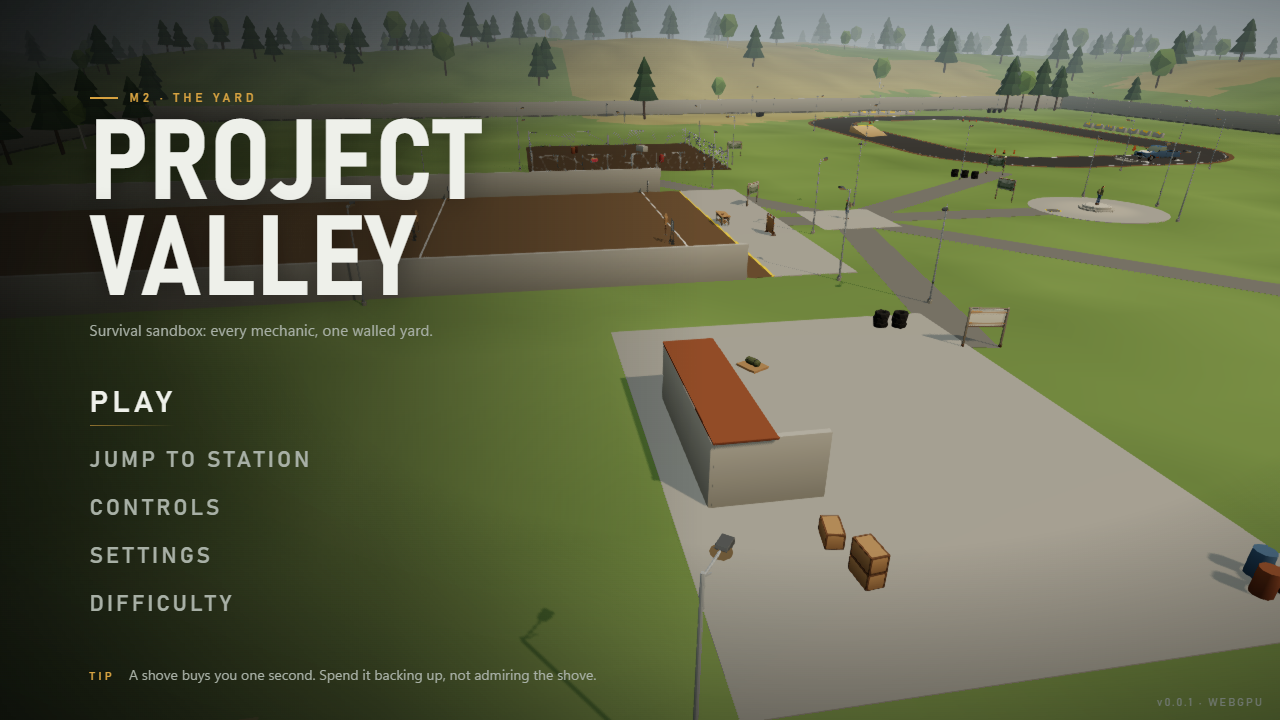 M2 · THE YARD
PROJECT
VALLEY
Survival sandbox: every mechanic, one walled yard.
PLAY
JUMP TO STATION
CONTROLS
SETTINGS
DIFFICULTY
TIP A shove buys you one second. Spend it backing up, not admiring the shove.
v0.0.1 · WEBGPU